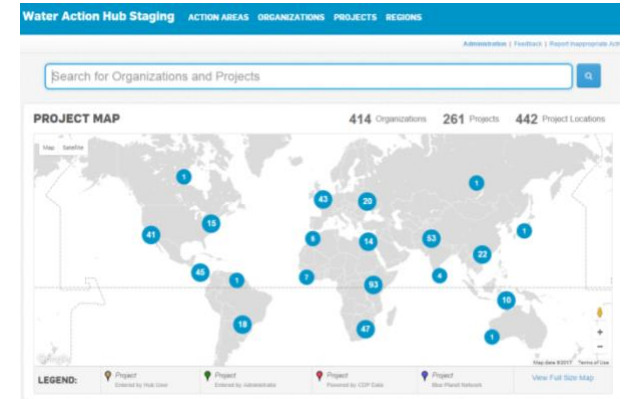 Water Action Hub Staging ACTION AREAS ORGANIZATIONS PROJECTS REGIONS
Administration | Feedback | Report Inappropriate
Search for Organizations and Projects
PROJECT MAP 414 Organizations 261 Projects 442 Project Locations
Map Satellite
1
1
43
20
15
41
1
6
14
53
22
45
1
7
93
4
10
18
47
1
Map data ©2017 Terms of Use
LEGEND: Project Project Project Project View Full Size Map
Entered by Hub User Entered by Administrator Powered by CDP Data Blue Planet Network